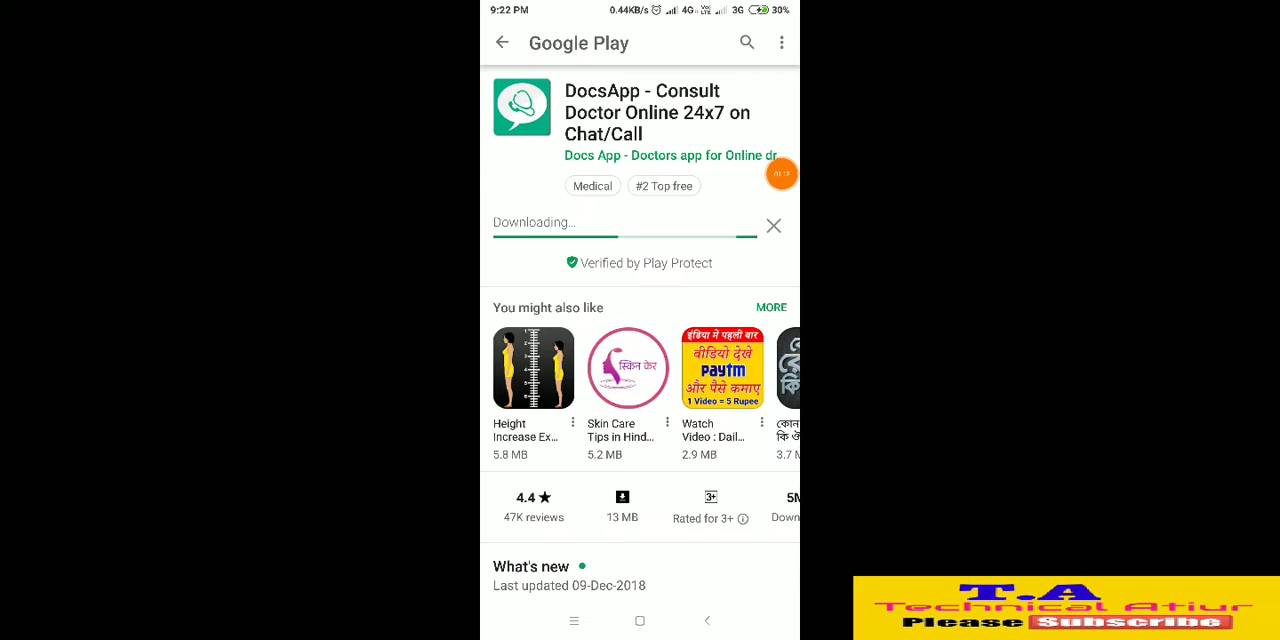 9:22 PM 0.44KB/s 4G VoLTE 3G 30%
Google Play
DocsApp - Consult
Doctor Online 24x7 on
Chat/Call
Docs App - Doctors app for Online dr
01:12
Medical #2 Top free
Downloading...
Verified by Play Protect
You might also like MORE
स्किन केर
इंडिया में पहली बार
वीडियो देखे
paytm
और पैसे कमाए
1 Video = 5 Rupee
Height
Increase Ex...
5.8 MB
Skin Care
Tips in Hind...
5.2 MB
Watch
Video : Dail...
2.9 MB
কোন
কি
3.7 M
4.4 ★
47K reviews
13 MB
3+
Rated for 3+
5M
Down
What's new
Last updated 09-Dec-2018
T.A
Technical Atiur
Please Subscribe